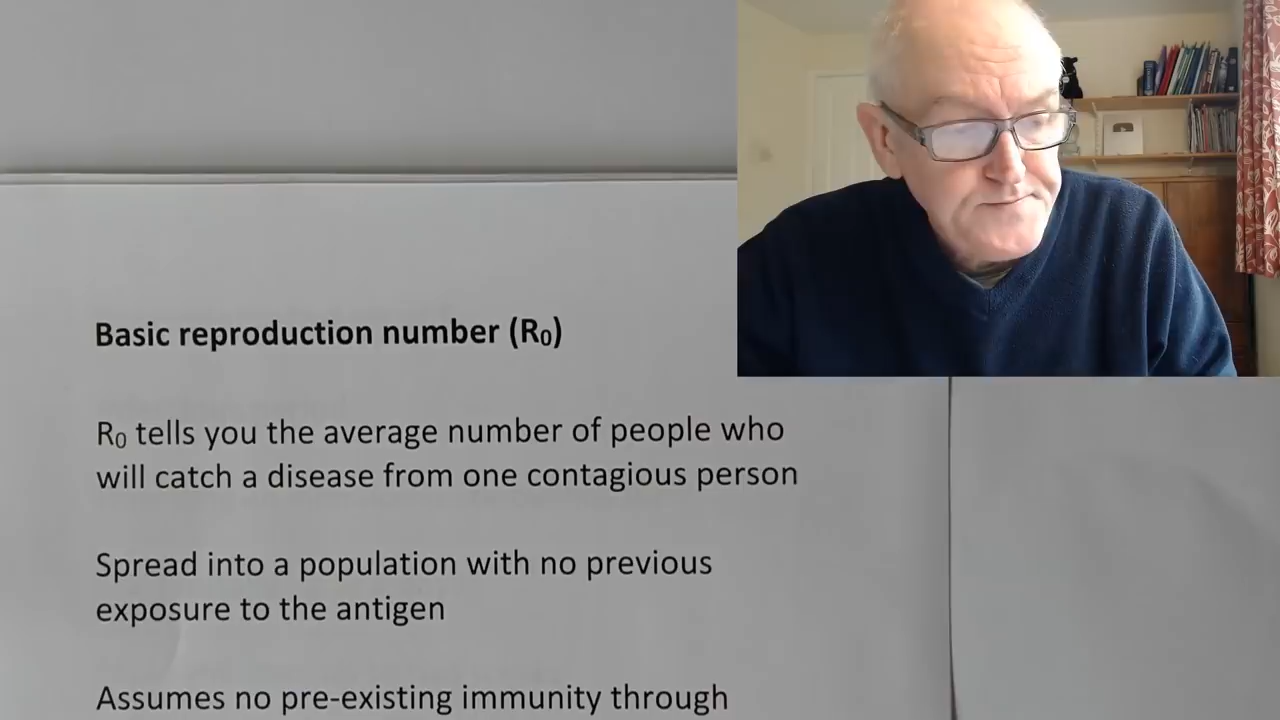 Basic reproduction number (R₀)
R₀ tells you the average number of people who
will catch a disease from one contagious person
Spread into a population with no previous
exposure to the antigen
Assumes no pre-existing immunity through